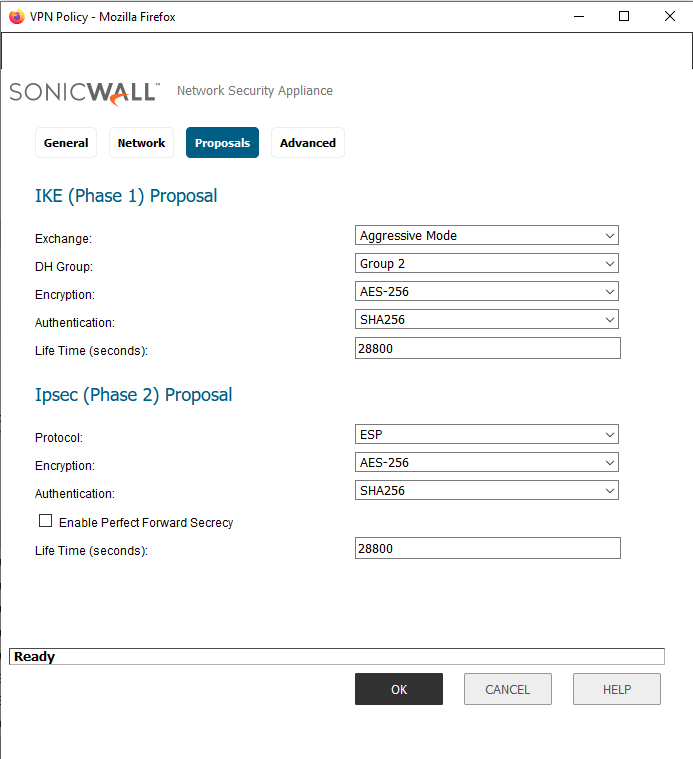 VPN Policy - Mozilla Firefox
SONICWALL™ Network Security Appliance
General Network Proposals Advanced
IKE (Phase 1) Proposal
Exchange: Aggressive Mode
DH Group: Group 2
Encryption: AES-256
Authentication: SHA256
Life Time (seconds): 28800
Ipsec (Phase 2) Proposal
Protocol: ESP
Encryption: AES-256
Authentication: SHA256
Enable Perfect Forward Secrecy
Life Time (seconds): 28800
Ready
OK CANCEL HELP